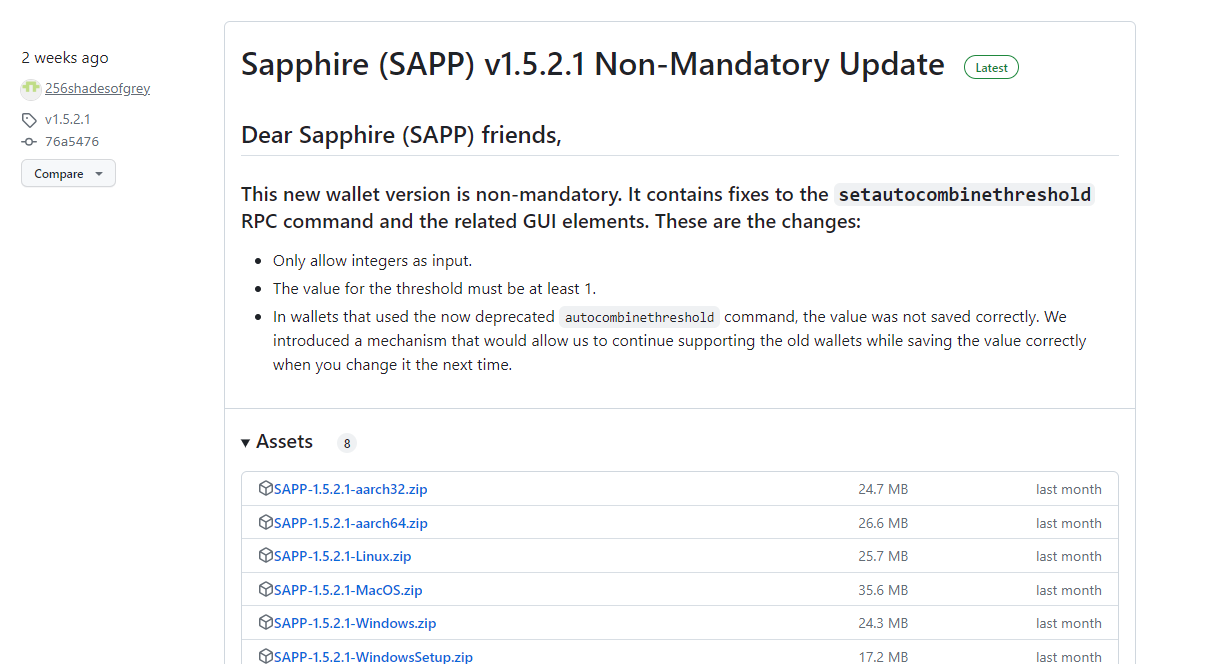 2 weeks ago
256shadesofgrey
v1.5.2.1
76a5476
Compare
Sapphire (SAPP) v1.5.2.1 Non-Mandatory Update
Latest
Dear Sapphire (SAPP) friends,
This new wallet version is non-mandatory. It contains fixes to the setautocombinethreshold
RPC command and the related GUI elements. These are the changes:
Only allow integers as input.
The value for the threshold must be at least 1.
In wallets that used the now deprecated autocombinethreshold command, the value was not saved correctly. We
introduced a mechanism that would allow us to continue supporting the old wallets while saving the value correctly
when you change it the next time.
Assets 8
SAPP-1.5.2.1-aarch32.zip 24.7 MB last month
SAPP-1.5.2.1-aarch64.zip 26.6 MB last month
SAPP-1.5.2.1-Linux.zip 25.7 MB last month
SAPP-1.5.2.1-MacOS.zip 35.6 MB last month
SAPP-1.5.2.1-Windows.zip 24.3 MB last month
SAPP-1.5.2.1-WindowsSetup.zip 17.2 MB last month